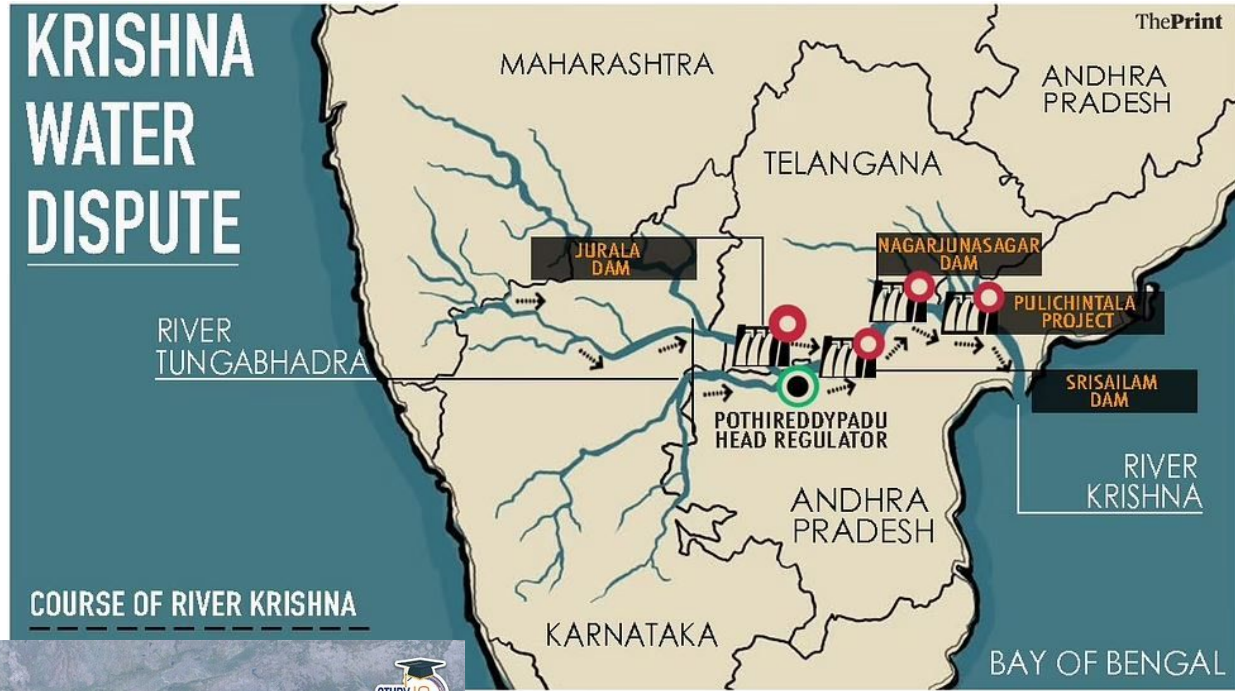 KRISHNA
WATER
DISPUTE
ThePrint
MAHARASHTRA
ANDHRA
PRADESH
TELANGANA
JURALA
DAM
NAGARJUNASAGAR
DAM
PULICHINTALA
PROJECT
RIVER
TUNGABHADRA
SRISAILAM
DAM
POTHIREDDYPADU
HEAD REGULATOR
RIVER
KRISHNA
ANDHRA
PRADESH
COURSE OF RIVER KRISHNA
KARNATAKA
BAY OF BENGAL